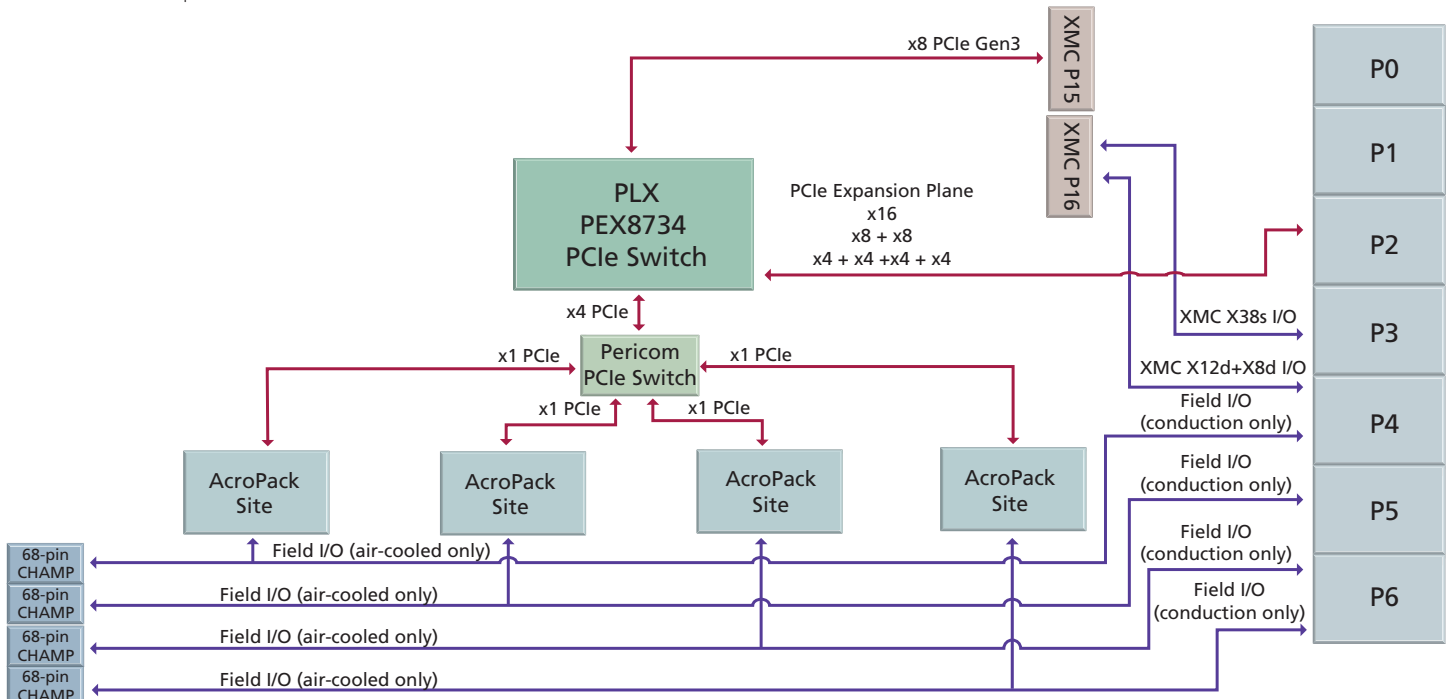 x8 PCIe Gen3
XMC P15
XMC P16
P0
P1
P2
P3
P4
P5
P6
PLX
PEX8734
PCIe Switch
PCIe Expansion Plane
x16
x8 + x8
x4 + x4 +x4 + x4
x4 PCIe
Pericom
PCIe Switch
x1 PCIe
x1 PCIe
x1 PCIe
x1 PCIe
XMC X38s I/O
XMC X12d+X8d I/O
Field I/O
(conduction only)
Field I/O
(conduction only)
Field I/O
(conduction only)
Field I/O
(conduction only)
AcroPack
Site
AcroPack
Site
AcroPack
Site
AcroPack
Site
68-pin
CHAMP
Field I/O (air-cooled only)
68-pin
CHAMP
Field I/O (air-cooled only)
68-pin
CHAMP
Field I/O (air-cooled only)
68-pin
CHAMP
Field I/O (air-cooled only)